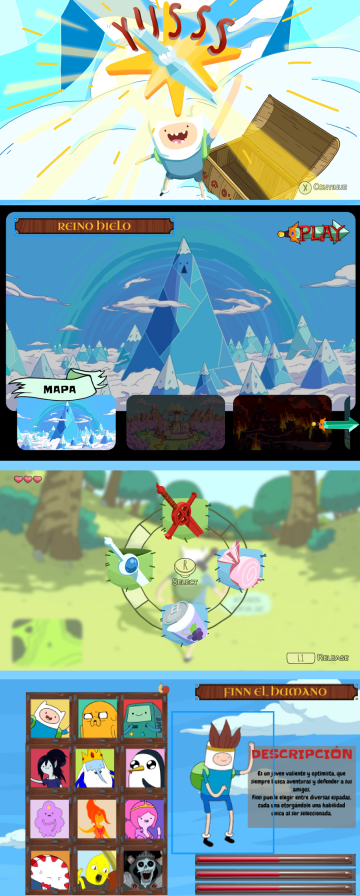 YUSSS
X CONTINUE
REINO HIELO
PLAY
MAPA
R
SELECT
L1 RELEASE
FINN EL HUMANO
DESCRIPCIÓN
Es un joven valiente y optimista, que
siempre busca aventuras y defender a sus
amigos.
Finn puede elegir entre diversas espadas,
cada una otorgándole una habilidad
única al ser seleccionada.